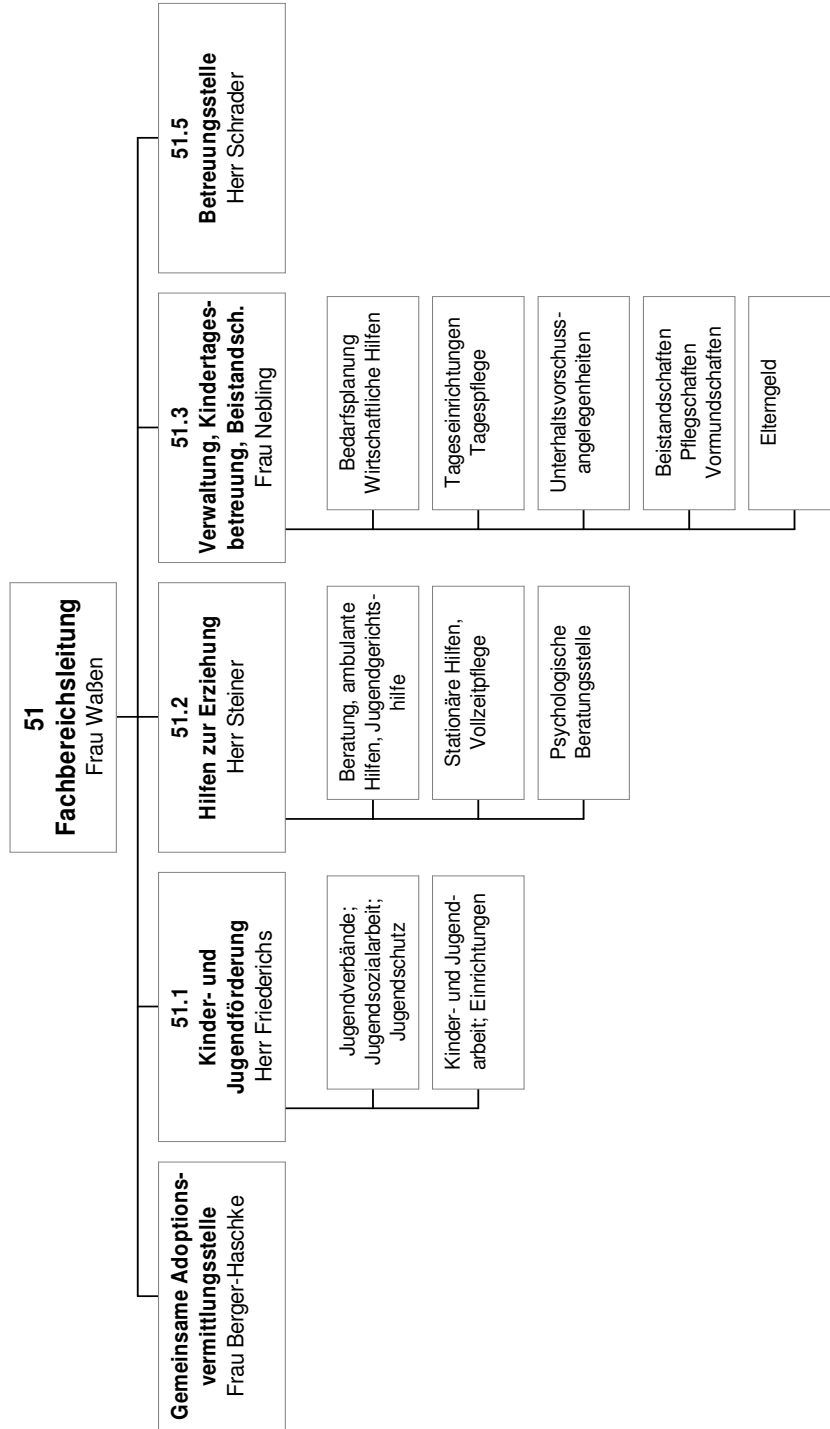 51
Fachbereichsleitung
Frau Waßen
Gemeinsame Adoptions-
vermittlungsstelle
Frau Berger-Haschke
51.1
Kinder- und
Jugendförderung
Herr Friederichs
Jugendverbände;
Jugendsozialarbeit;
Jugendschutz
Kinder- und Jugend-
arbeit; Einrichtungen
51.2
Hilfen zur Erziehung
Herr Steiner
Beratung, ambulante
Hilfen, Jugendgerichts-
hilfe
Stationäre Hilfen,
Vollzeitpflege
Psychologische
Beratungsstelle
51.3
Verwaltung, Kindertages-
betreuung, Beistandsch.
Frau Nebling
Bedarfsplanung
Wirtschaftliche Hilfen
Tageseinrichtungen
Tagespflege
Unterhaltsvorschuss-
angelegenheiten
Beistandschaften
Pflegschaften
Vormundschaften
Elterngeld
51.5
Betreuungsstelle
Herr Schrader